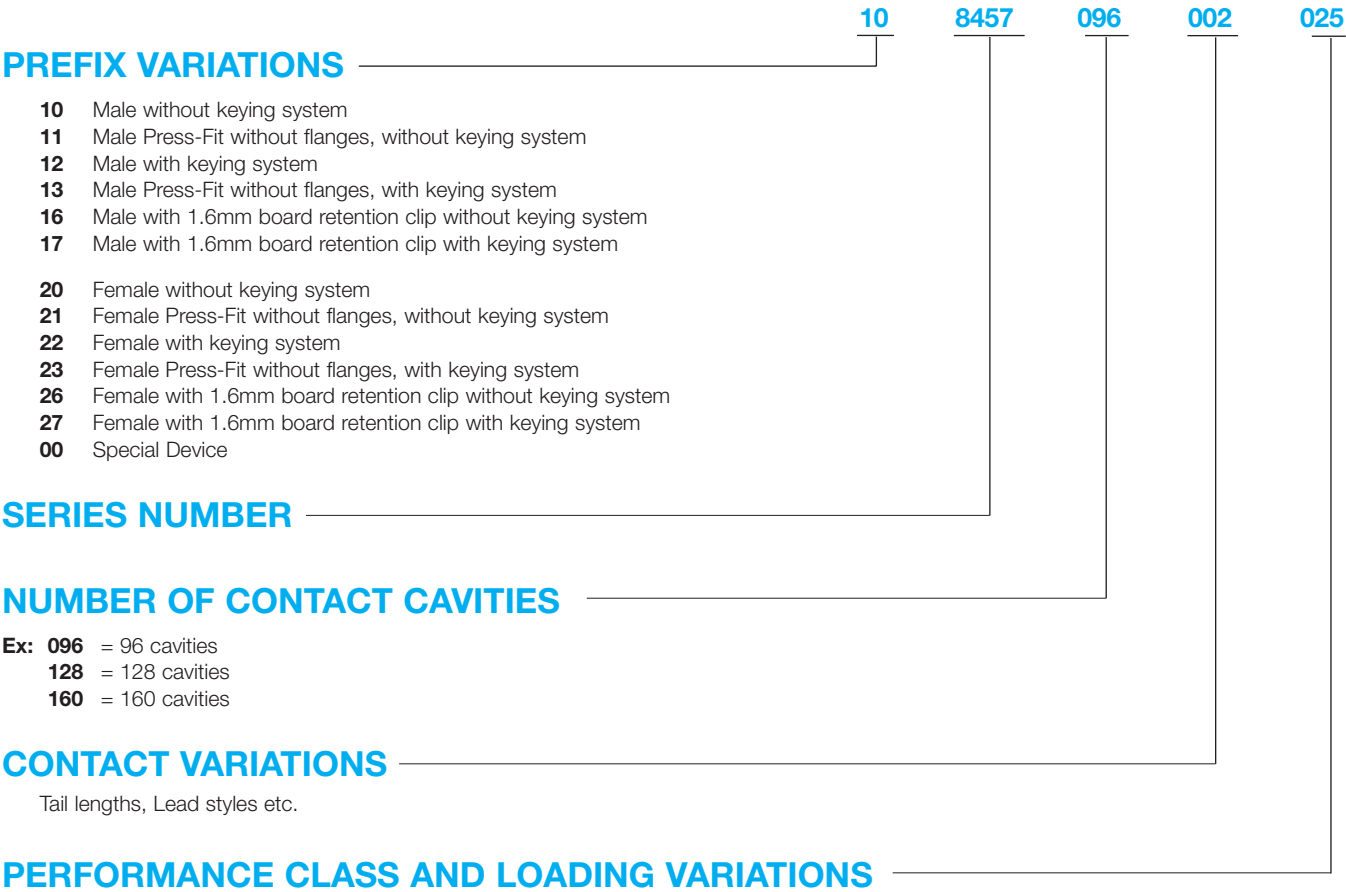 10 8457 096 002 025
PREFIX VARIATIONS
10 Male without keying system
11 Male Press-Fit without flanges, without keying system
12 Male with keying system
13 Male Press-Fit without flanges, with keying system
16 Male with 1.6mm board retention clip without keying system
17 Male with 1.6mm board retention clip with keying system
20 Female without keying system
21 Female Press-Fit without flanges, without keying system
22 Female with keying system
23 Female Press-Fit without flanges, with keying system
26 Female with 1.6mm board retention clip without keying system
27 Female with 1.6mm board retention clip with keying system
00 Special Device
SERIES NUMBER
NUMBER OF CONTACT CAVITIES
Ex: 096 = 96 cavities
128 = 128 cavities
160 = 160 cavities
CONTACT VARIATIONS
Tail lengths, Lead styles etc.
PERFORMANCE CLASS AND LOADING VARIATIONS